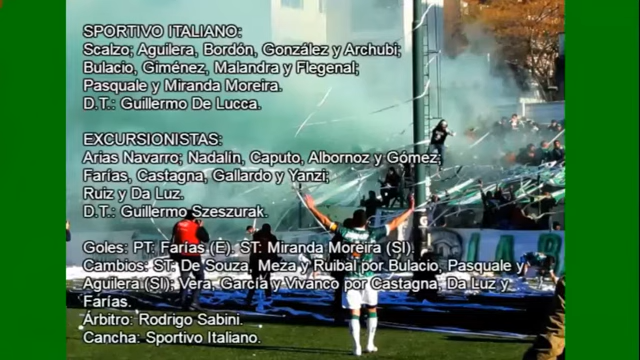 SPORTIVO ITALIANO:
Scalzo; Aguilera, Bordón, González y Archubi;
Bulacio, Giménez, Malandra y Flegenal;
Pasquale y Miranda Moreira.
D.T.: Guillermo De Lucca.
EXCURSIONISTAS:
Arias Navarro; Nadalín, Caputo, Albornoz y Gómez;
Farías, Castagna, Gallardo y Yanzi;
Ruiz y Da Luz.
D.T.: Guillermo Szeszurak.
Goles: PT: Farías (E). ST: Miranda Moreira (SI).
Cambios: ST: De Souza, Meza y Ruibal por Bulacio, Pasquale y
Aguilera (SI); Vera, García y Vivanco por Castagna, Da Luz y
Farías.
Árbitro: Rodrigo Sabini.
Cancha: Sportivo Italiano.
LA B